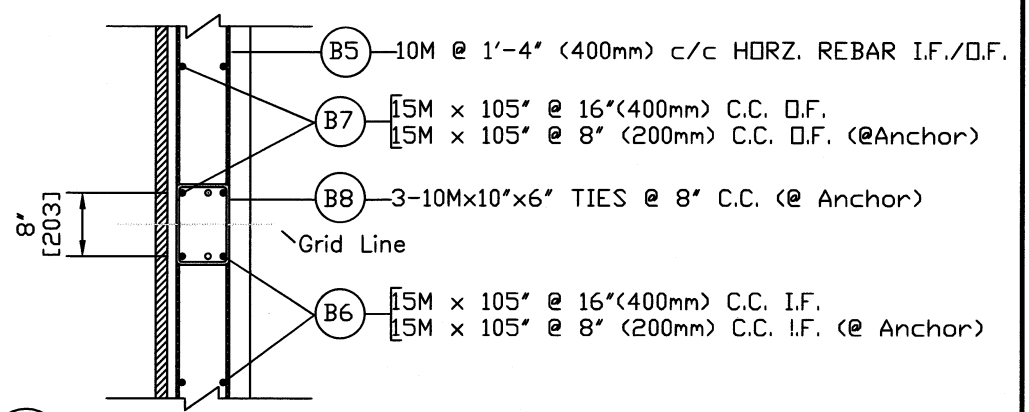 B5 10M @ 1'-4" (400mm) c/c HORZ. REBAR I.F./O.F.
B7 15M x 105" @ 16"(400mm) C.C. O.F.
15M x 105" @ 8" (200mm) C.C. O.F. (@Anchor)
B8 3-10Mx10"x6" TIES @ 8" C.C. (@ Anchor)
8"
[203]
Grid Line
B6 15M x 105" @ 16"(400mm) C.C. I.F.
15M x 105" @ 8" (200mm) C.C. I.F. (@ Anchor)